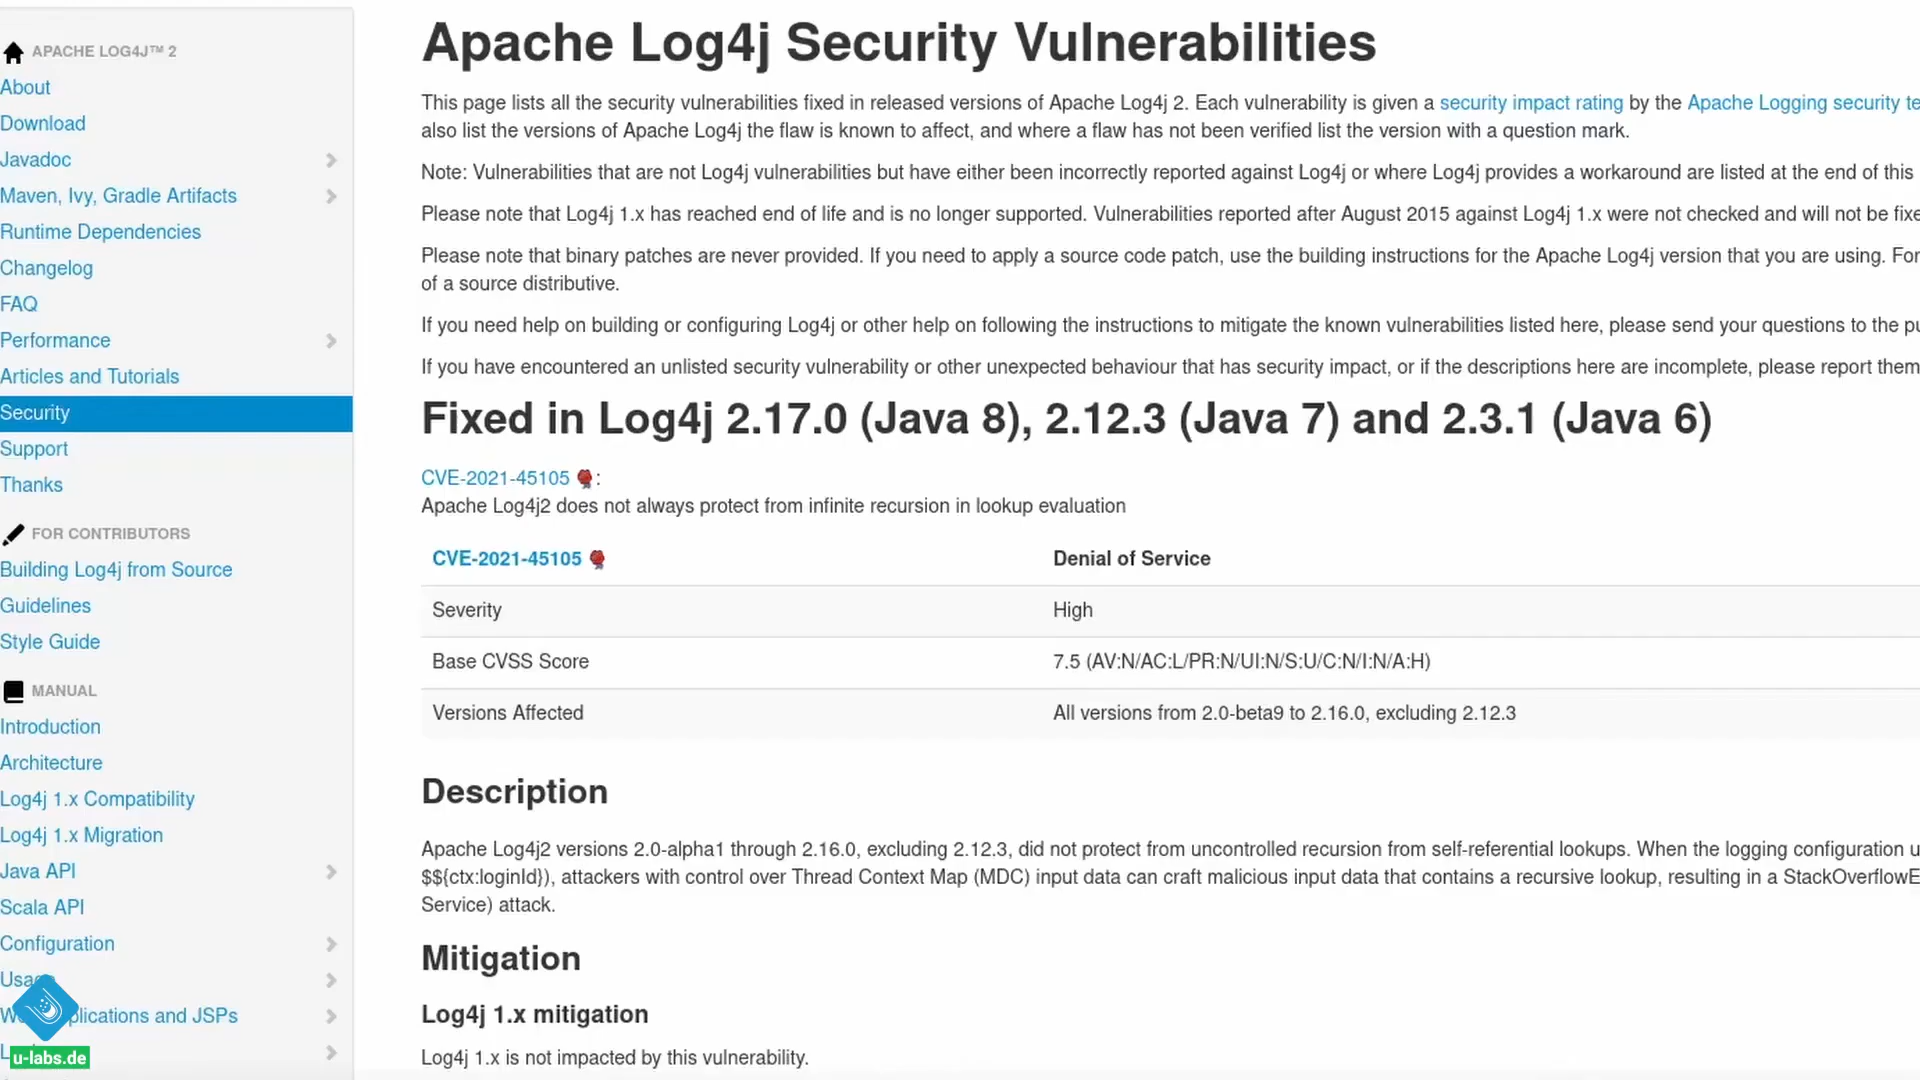 APACHE LOG4J™ 2
About
Download
Javadoc
Maven, Ivy, Gradle Artifacts
Runtime Dependencies
Changelog
FAQ
Performance
Articles and Tutorials
Security
Support
Thanks
FOR CONTRIBUTORS
Building Log4j from Source
Guidelines
Style Guide
MANUAL
Introduction
Architecture
Log4j 1.x Compatibility
Log4j 1.x Migration
Java API
Scala API
Configuration
and JSPs
u-labs.de
Apache Log4j Security Vulnerabilities
This page lists all the security vulnerabilities fixed in released versions of Apache Log4j 2. Each vulnerability is given a security impact rating by the Apache Logging security te
also list the versions of Apache Log4j the flaw is known to affect, and where a flaw has not been verified list the version with a question mark.
Note: Vulnerabilities that are not Log4j vulnerabilities but have either been incorrectly reported against Log4j or where Log4j provides a workaround are listed at the end of this
Please note that Log4j 1.x has reached end of life and is no longer supported. Vulnerabilities reported after August 2015 against Log4j 1.x were not checked and will not be fixe
Please note that binary patches are never provided. If you need to apply a source code patch, use the building instructions for the Apache Log4j version that you are using. For
of a source distributive.
If you need help on building or configuring Log4j or other help on following the instructions to mitigate the known vulnerabilities listed here, please send your questions to the pu
If you have encountered an unlisted security vulnerability or other unexpected behaviour that has security impact, or if the descriptions here are incomplete, please report them
Fixed in Log4j 2.17.0 (Java 8), 2.12.3 (Java 7) and 2.3.1 (Java 6)
CVE-2021-45105 :
Apache Log4j2 does not always protect from infinite recursion in lookup evaluation
CVE-2021-45105 Denial of Service
Severity High
Base CVSS Score 7.5 (AV:N/AC:L/PR:N/UI:N/S:U/C:N/I:N/A:H)
Versions Affected All versions from 2.0-beta9 to 2.16.0, excluding 2.12.3
Description
Apache Log4j2 versions 2.0-alpha1 through 2.16.0, excluding 2.12.3, did not protect from uncontrolled recursion from self-referential lookups. When the logging configuration u
$${ctx:loginId}), attackers with control over Thread Context Map (MDC) input data can craft malicious input data that contains a recursive lookup, resulting in a StackOverflowE
Service) attack.
Mitigation
Log4j 1.x mitigation
Log4j 1.x is not impacted by this vulnerability.